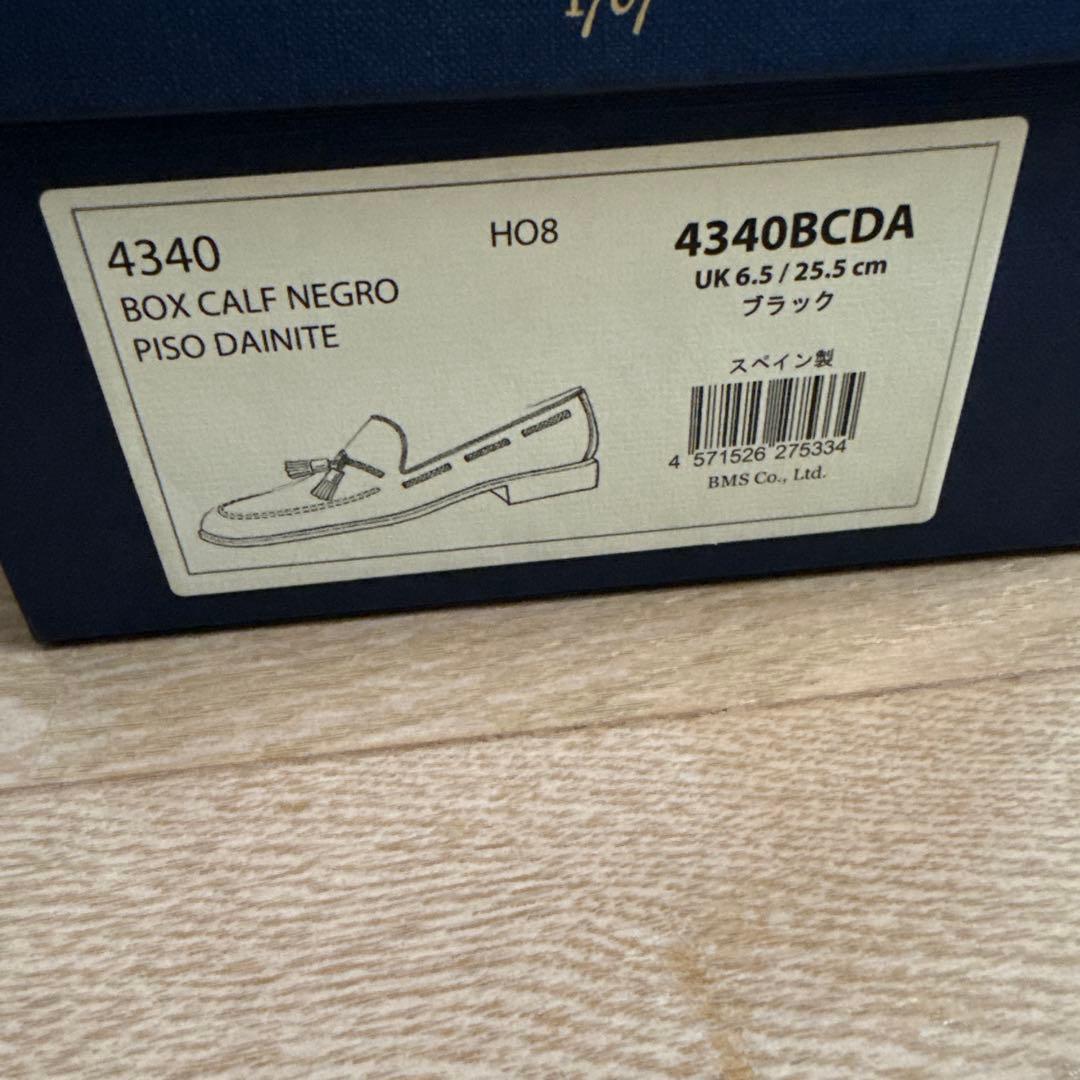 4340
BOX CALF NEGRO
PISO DAINITE
HO8
4340BCDA
UK 6.5 / 25.5 cm
ブラック
スペイン製
4 571526 275334
BMS Co., Ltd.